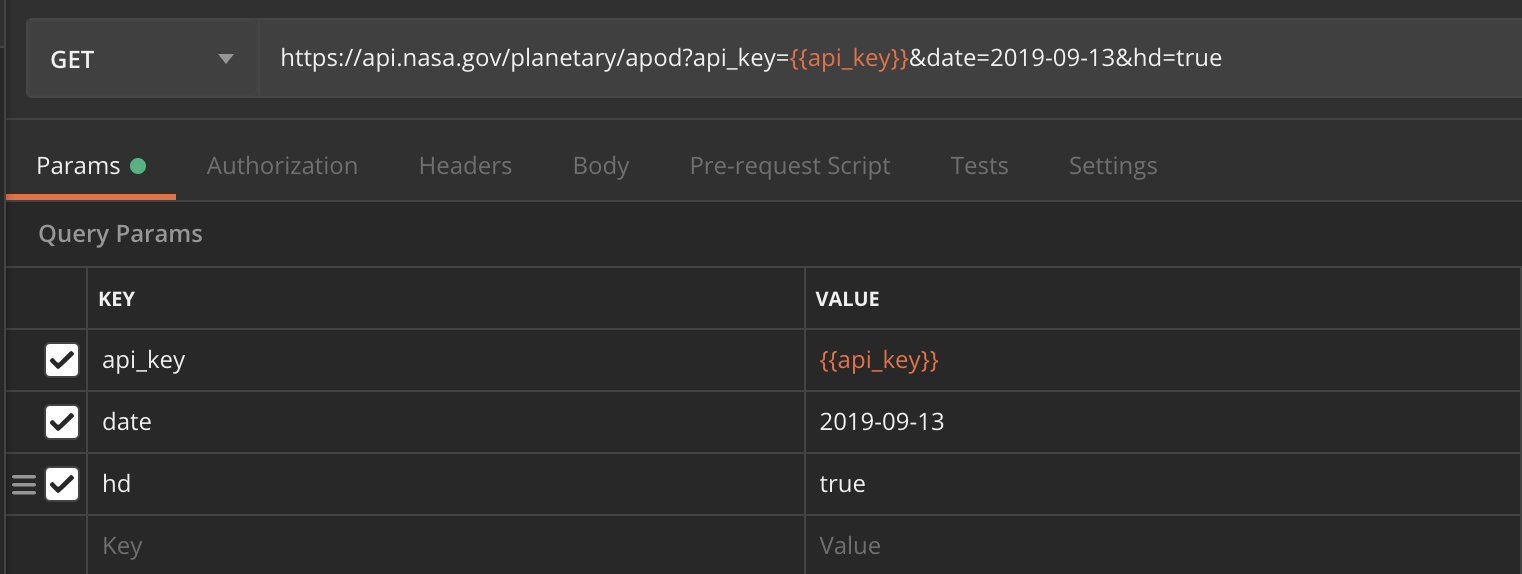 GET https://api.nasa.gov/planetary/apod?api_key={{api_key}}&date=2019-09-13&hd=true
Params Authorization Headers Body Pre-request Script Tests Settings
Query Params
KEY VALUE
api_key {{api_key}}
date 2019-09-13
hd true
Key Value